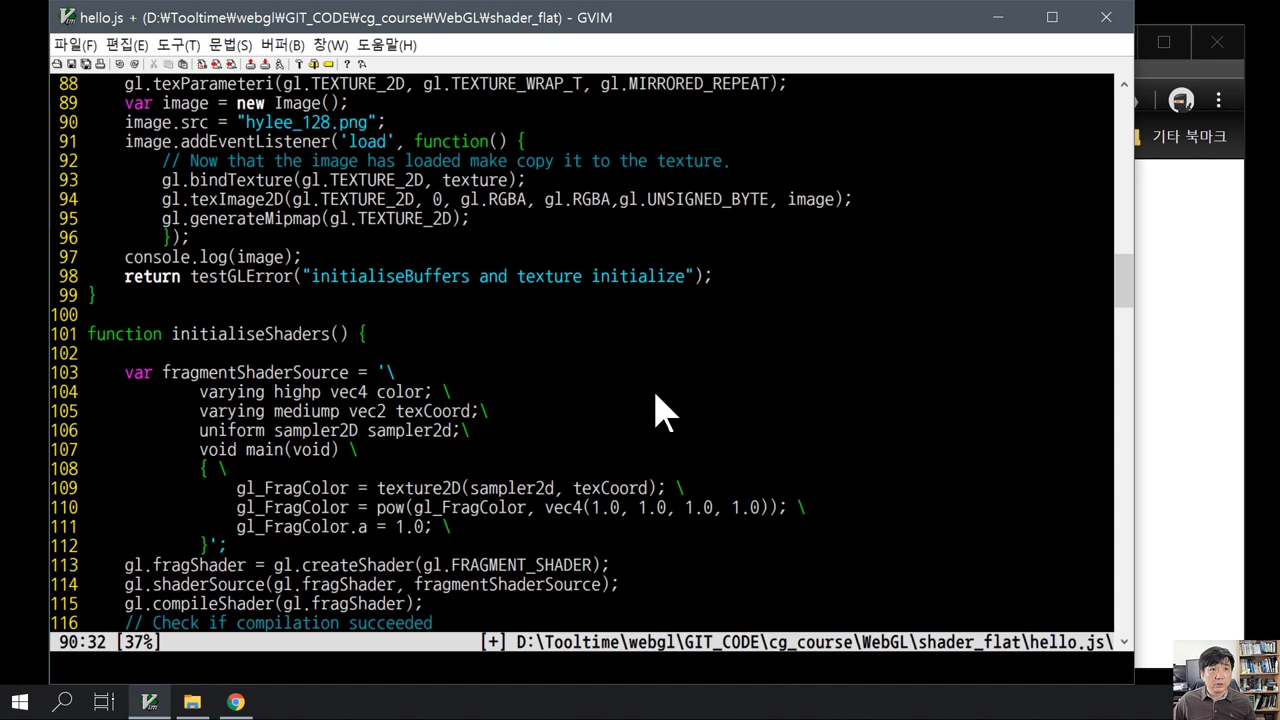 hello.js + (D:\Tooltime\webgl\GIT_CODE\cg_course\WebGL\shader_flat) - GVIM
파일(F) 편집(E) 도구(T) 문법(S) 버퍼(B) 창(W) 도움말(H)
88 gl.texParameteri(gl.TEXTURE_2D, gl.TEXTURE_WRAP_T, gl.MIRRORED_REPEAT);
89 var image = new Image();
90 image.src = "hylee_128.png";
91 image.addEventListener('load', function() {
92 // Now that the image has loaded make copy it to the texture.
93 gl.bindTexture(gl.TEXTURE_2D, texture);
94 gl.texImage2D(gl.TEXTURE_2D, 0, gl.RGBA, gl.RGBA,gl.UNSIGNED_BYTE, image);
95 gl.generateMipmap(gl.TEXTURE_2D);
96 });
97 console.log(image);
98 return testGLError("initialiseBuffers and texture initialize");
99 }
100
101 function initialiseShaders() {
102
103 var fragmentShaderSource = '\
104 varying highp vec4 color; \
105 varying mediump vec2 texCoord;\
106 uniform sampler2D sampler2d;\
107 void main(void) \
108 { \
109 gl_FragColor = texture2D(sampler2d, texCoord); \
110 gl_FragColor = pow(gl_FragColor, vec4(1.0, 1.0, 1.0, 1.0)); \
111 gl_FragColor.a = 1.0; \
112 }';
113 gl.fragShader = gl.createShader(gl.FRAGMENT_SHADER);
114 gl.shaderSource(gl.fragShader, fragmentShaderSource);
115 gl.compileShader(gl.fragShader);
116 // Check if compilation succeeded
90:32 [37%] [+] D:\Tooltime\webgl\GIT_CODE\cg_course\WebGL\shader_flat\hello.js\
기타 북마크